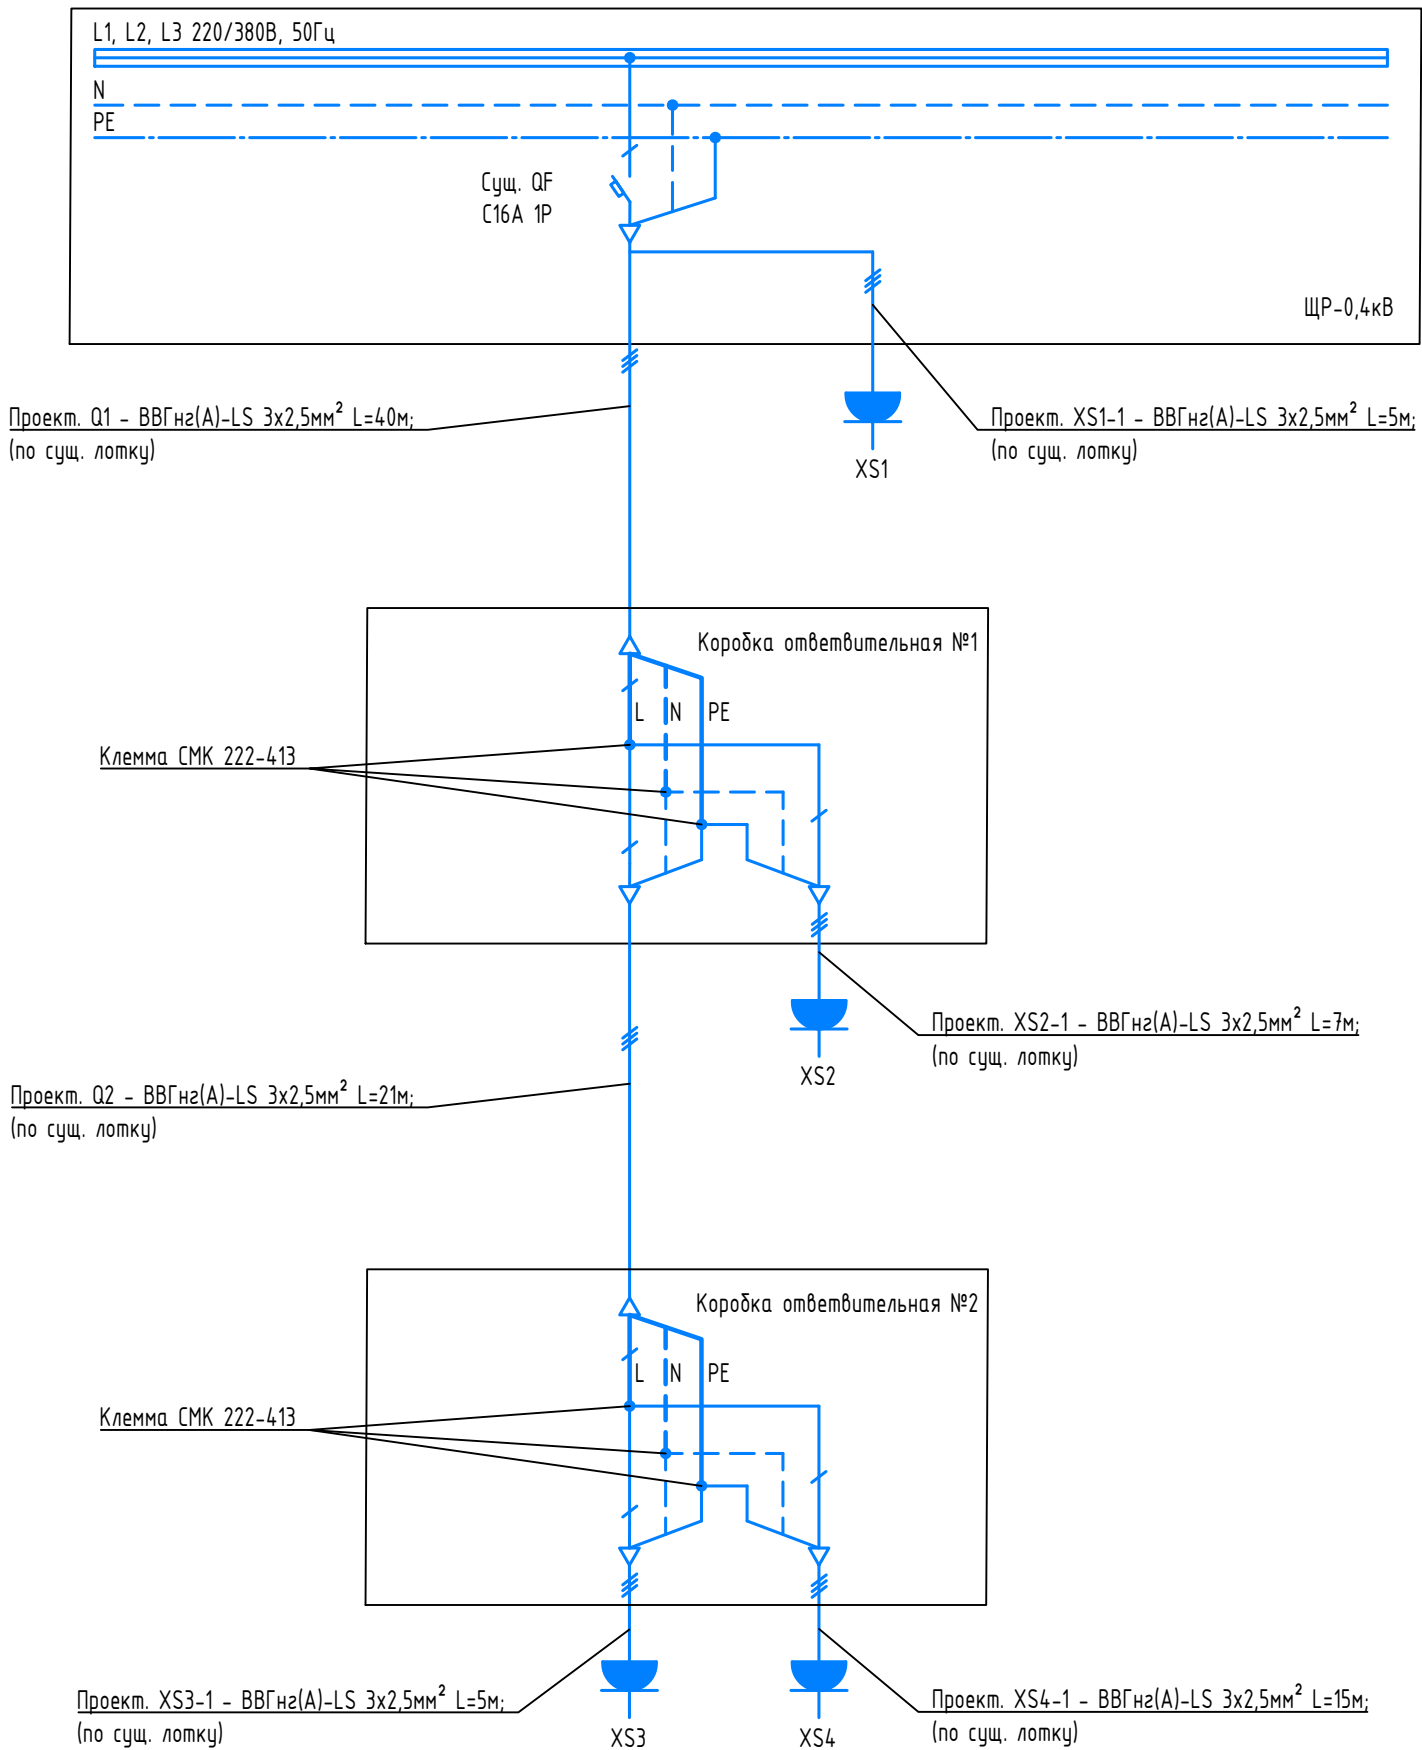 L1, L2, L3 220/380В, 50Гц
N
PE
Сущ. QF
С16А 1Р
ЩР-0,4кВ
Проект. Q1 - ВВГнг(А)-LS 3х2,5мм² L=40м;
(по сущ. лотку)
Проект. XS1-1 - ВВГнг(А)-LS 3х2,5мм² L=5м;
(по сущ. лотку)
XS1
Коробка ответвительная №1
L N PE
Клемма СМК 222-413
Проект. XS2-1 - ВВГнг(А)-LS 3х2,5мм² L=7м;
(по сущ. лотку)
XS2
Проект. Q2 - ВВГнг(А)-LS 3х2,5мм² L=21м;
(по сущ. лотку)
Коробка ответвительная №2
L N PE
Клемма СМК 222-413
Проект. XS3-1 - ВВГнг(А)-LS 3х2,5мм² L=5м;
(по сущ. лотку)
XS3
XS4
Проект. XS4-1 - ВВГнг(А)-LS 3х2,5мм² L=15м;
(по сущ. лотку)